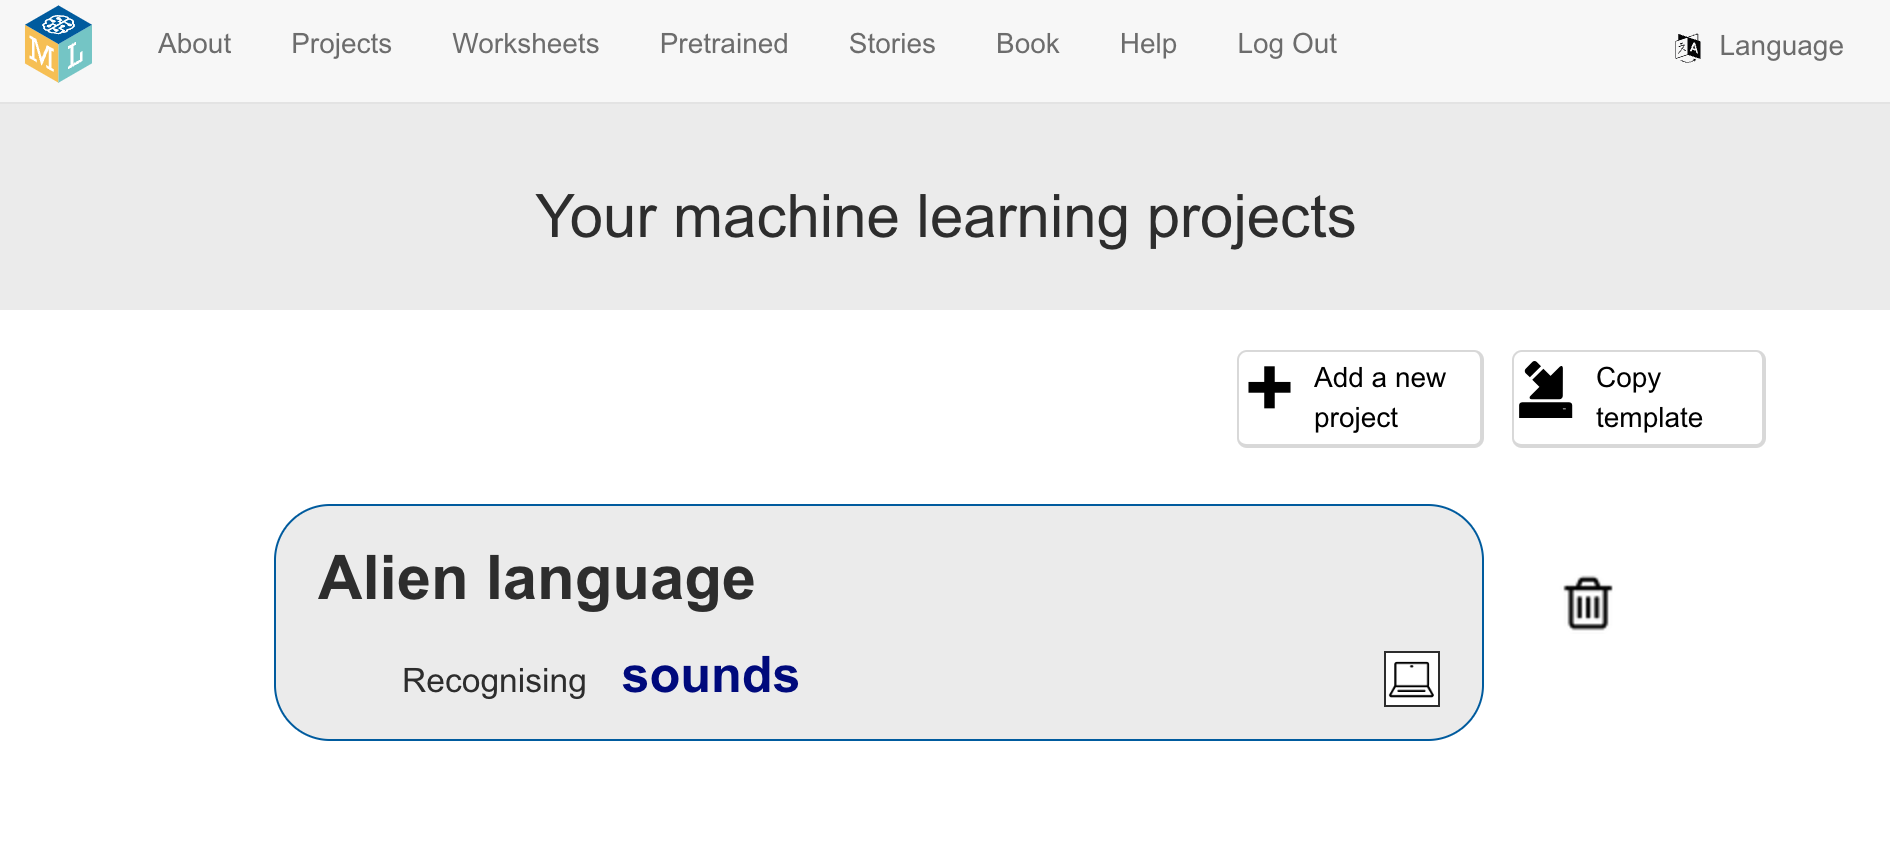 M L
About Projects Worksheets Pretrained Stories Book Help Log Out Language
Your machine learning projects
Add a new
project
Copy
template
Alien language
Recognising sounds